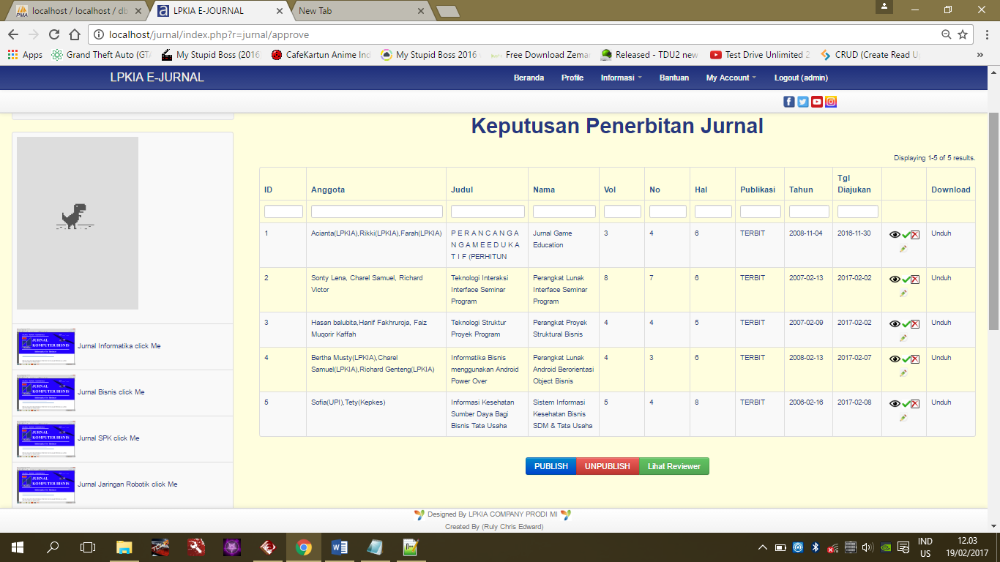 localhost / localhost / db
LPKIA E-JOURNAL
New Tab
localhost/jurnal/index.php?r=jurnal/approve
Apps
Grand Theft Auto (GTA
My Stupid Boss (2016)
CafeKartun Anime Ind
My Stupid Boss 2016
Free Download Zema
Released - TDU2 new
Test Drive Unlimited 2
CRUD (Create Read U
LPKIA E-JURNAL
Beranda
Profile
Informasi
Bantuan
My Account
Logout (admin)
Keputusan Penerbitan Jurnal
Displaying 1-5 of 5 results.
ID
Anggota
Judul
Nama
Vol
No
Hal
Publikasi
Tahun
Tgl
Diajukan
Download
1
Acianta(LPKIA),Rikki(LPKIA),Farah(LPKIA)
P E R A N C A N G A
N G A M E E D U K A
T I F (PERHITUN
Jurnal Game
Education
3
4
6
TERBIT
2008-11-04
2016-11-30
Unduh
2
Sonty Lena, Charel Samuel, Richard
Victor
Teknologi Interaksi
Interface Seminar
Program
Perangkat Lunak
Interface Seminar
Program
8
7
6
TERBIT
2007-02-13
2017-02-02
Unduh
3
Hasan balubita,Hanif Fakhruroja, Faiz
Muqorir Kaffah
Teknologi Struktur
Proyek Program
Perangkat Proyek
Struktural Bisnis
4
4
5
TERBIT
2007-02-09
2017-02-02
Unduh
4
Bertha Musty(LPKIA),Charel
Samuel(LPKIA),Richard Genteng(LPKIA)
Informatika Bisnis
menggunakan Android
Power Over
Perangkat Lunak
Android Berorientasi
Object Bisnis
4
3
6
TERBIT
2008-02-13
2017-02-07
Unduh
5
Sofia(UPI),Tety(Kepkes)
Informasi Kesehatan
Sumber Daya Bagi
Bisnis Tata Usaha
Sistem Informasi
Kesehatan Bisnis
SDM & Tata Usaha
5
4
8
TERBIT
2006-02-16
2017-02-08
Unduh
PUBLISH
UNPUBLISH
Lihat Reviewer
JURNAL
KOMPUTER BISNIS
Jurnal Informatika click Me
JURNAL
KOMPUTER BISNIS
Jurnal Bisnis click Me
JURNAL
KOMPUTER BISNIS
Jurnal SPK click Me
JURNAL
KOMPUTER BISNIS
Jurnal Jaringan Robotik click Me
Designed By LPKIA COMPANY PRODI MI
Created By (Ruly Chris Edward)
IND
US
12.03
19/02/2017